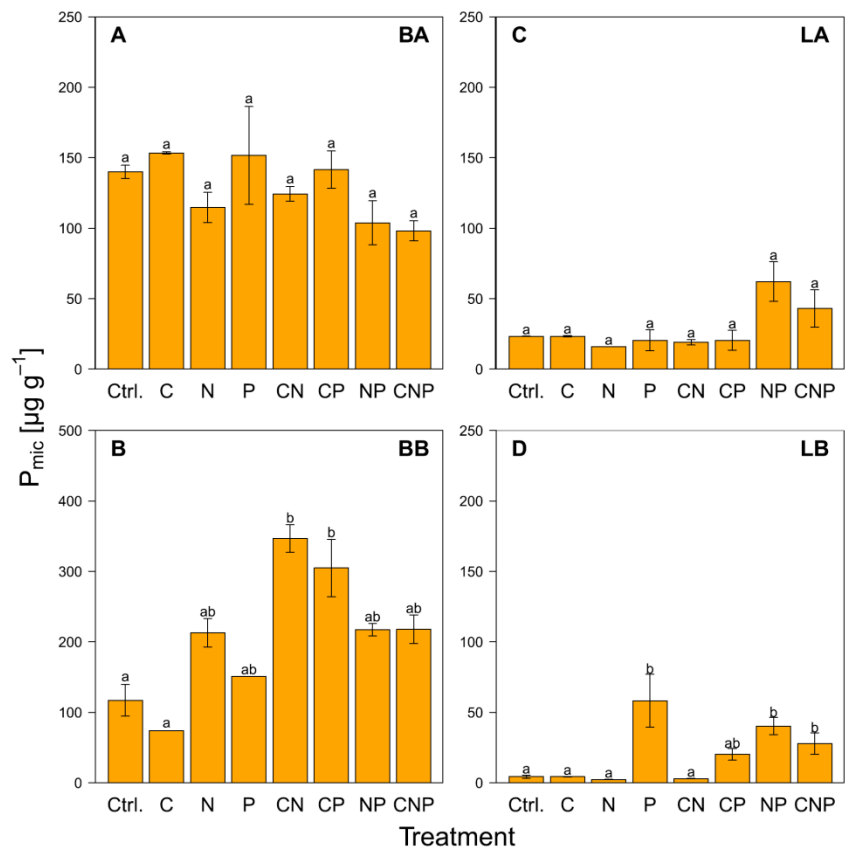 A BA
250
200
150
100
50
0
a a a a a a a a
Ctrl. C N P CN CP NP CNP
C LA
250
200
150
100
50
0
a a a a a a a a
Ctrl. C N P CN CP NP CNP
B BB
500
400
300
200
100
0
a a ab ab b b ab ab
Ctrl. C N P CN CP NP CNP
D LB
250
200
150
100
50
0
a a a b a ab b b
Ctrl. C N P CN CP NP CNP
Pmic [µg g⁻¹]
Treatment